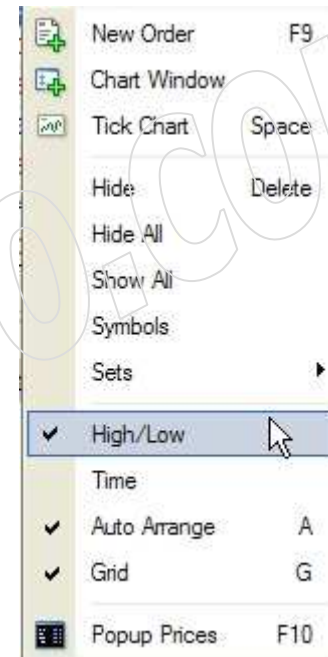 New Order F9
Chart Window
Tick Chart Space
Hide Delete
Hide All
Show All
Symbols
Sets
High/Low
Time
Auto Arrange A
Grid G
Popup Prices F10